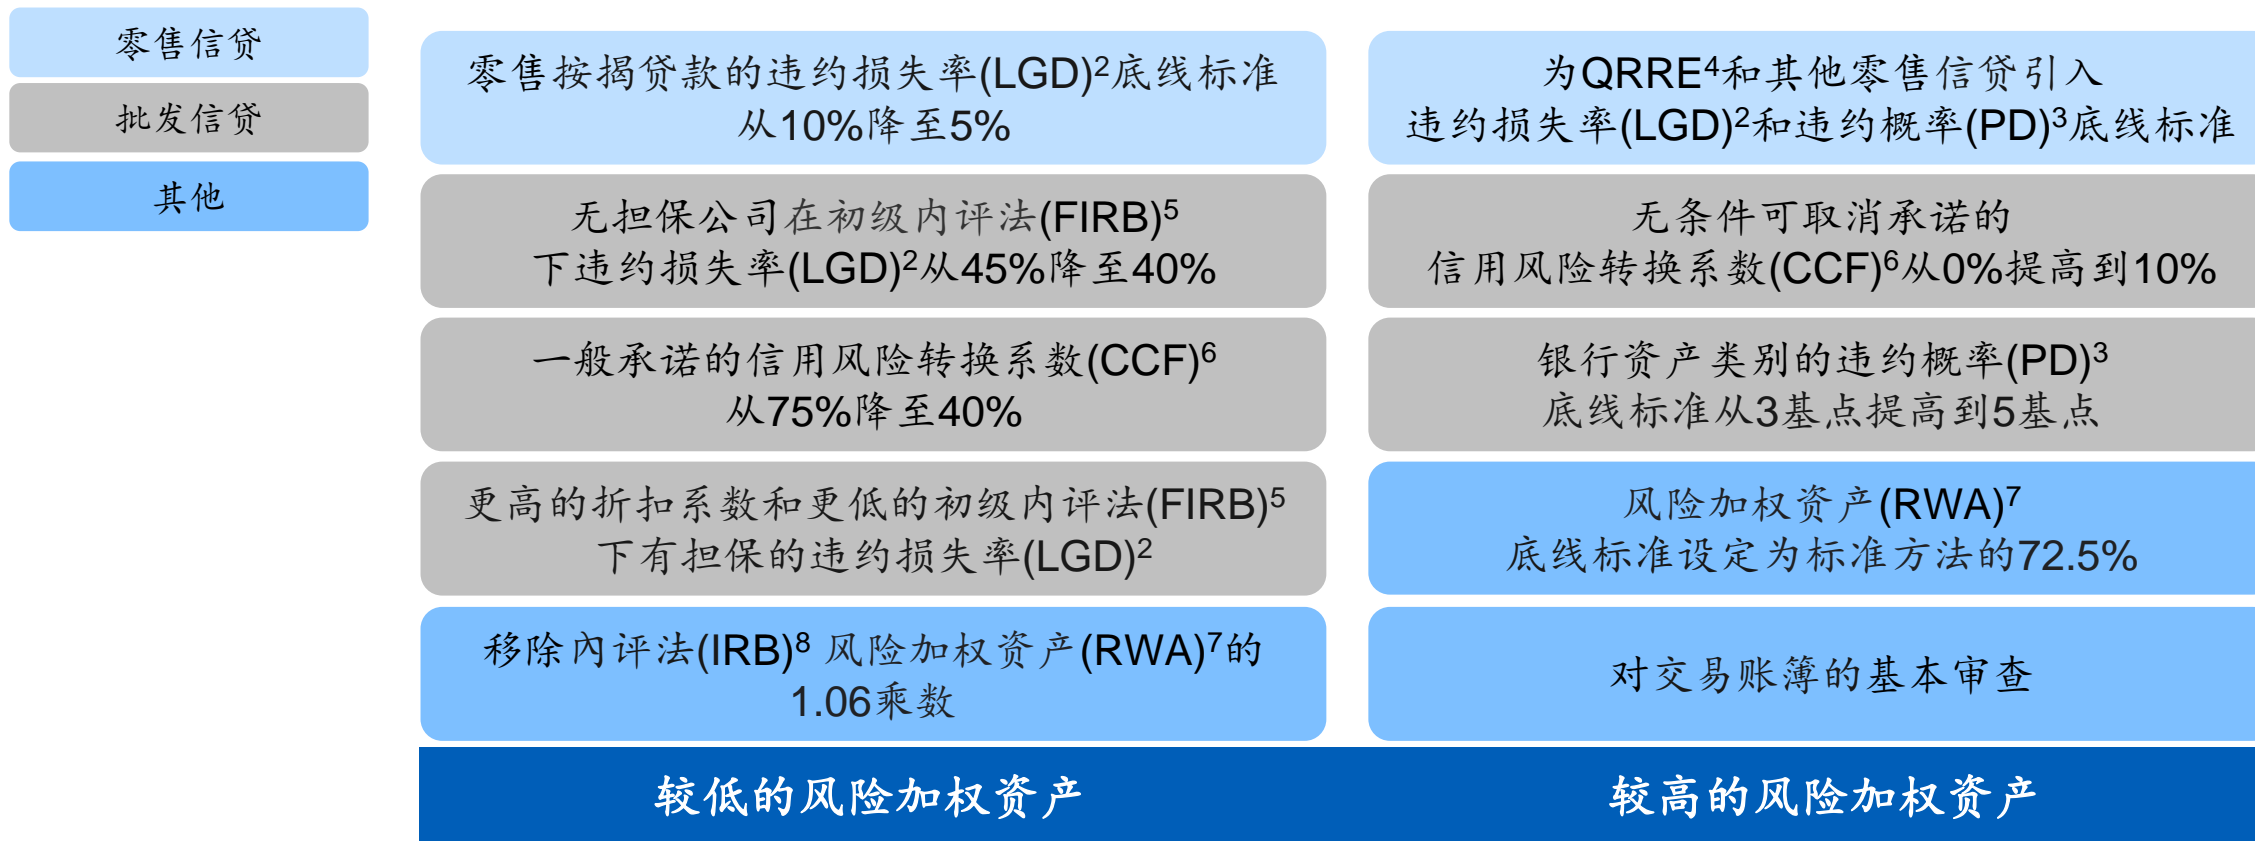 零售信贷
批发信贷
其他
零售按揭贷款的违约损失率(LGD)²底线标准
从10%降至5%
无担保公司在初级内评法(FIRB)⁵
下违约损失率(LGD)²从45%降至40%
一般承诺的信用风险转换系数(CCF)⁶
从75%降至40%
更高的折扣系数和更低的初级内评法(FIRB)⁵
下有担保的违约损失率(LGD)²
移除內评法(IRB)⁸ 风险加权资产(RWA)⁷的
1.06乘数
较低的风险加权资产
为QRRE⁴和其他零售信贷引入
违约损失率(LGD)²和违约概率(PD)³底线标准
无条件可取消承诺的
信用风险转换系数(CCF)⁶从0%提高到10%
银行资产类别的违约概率(PD)³
底线标准从3基点提高到5基点
风险加权资产(RWA)⁷
底线标准设定为标准方法的72.5%
对交易账簿的基本审查
较高的风险加权资产